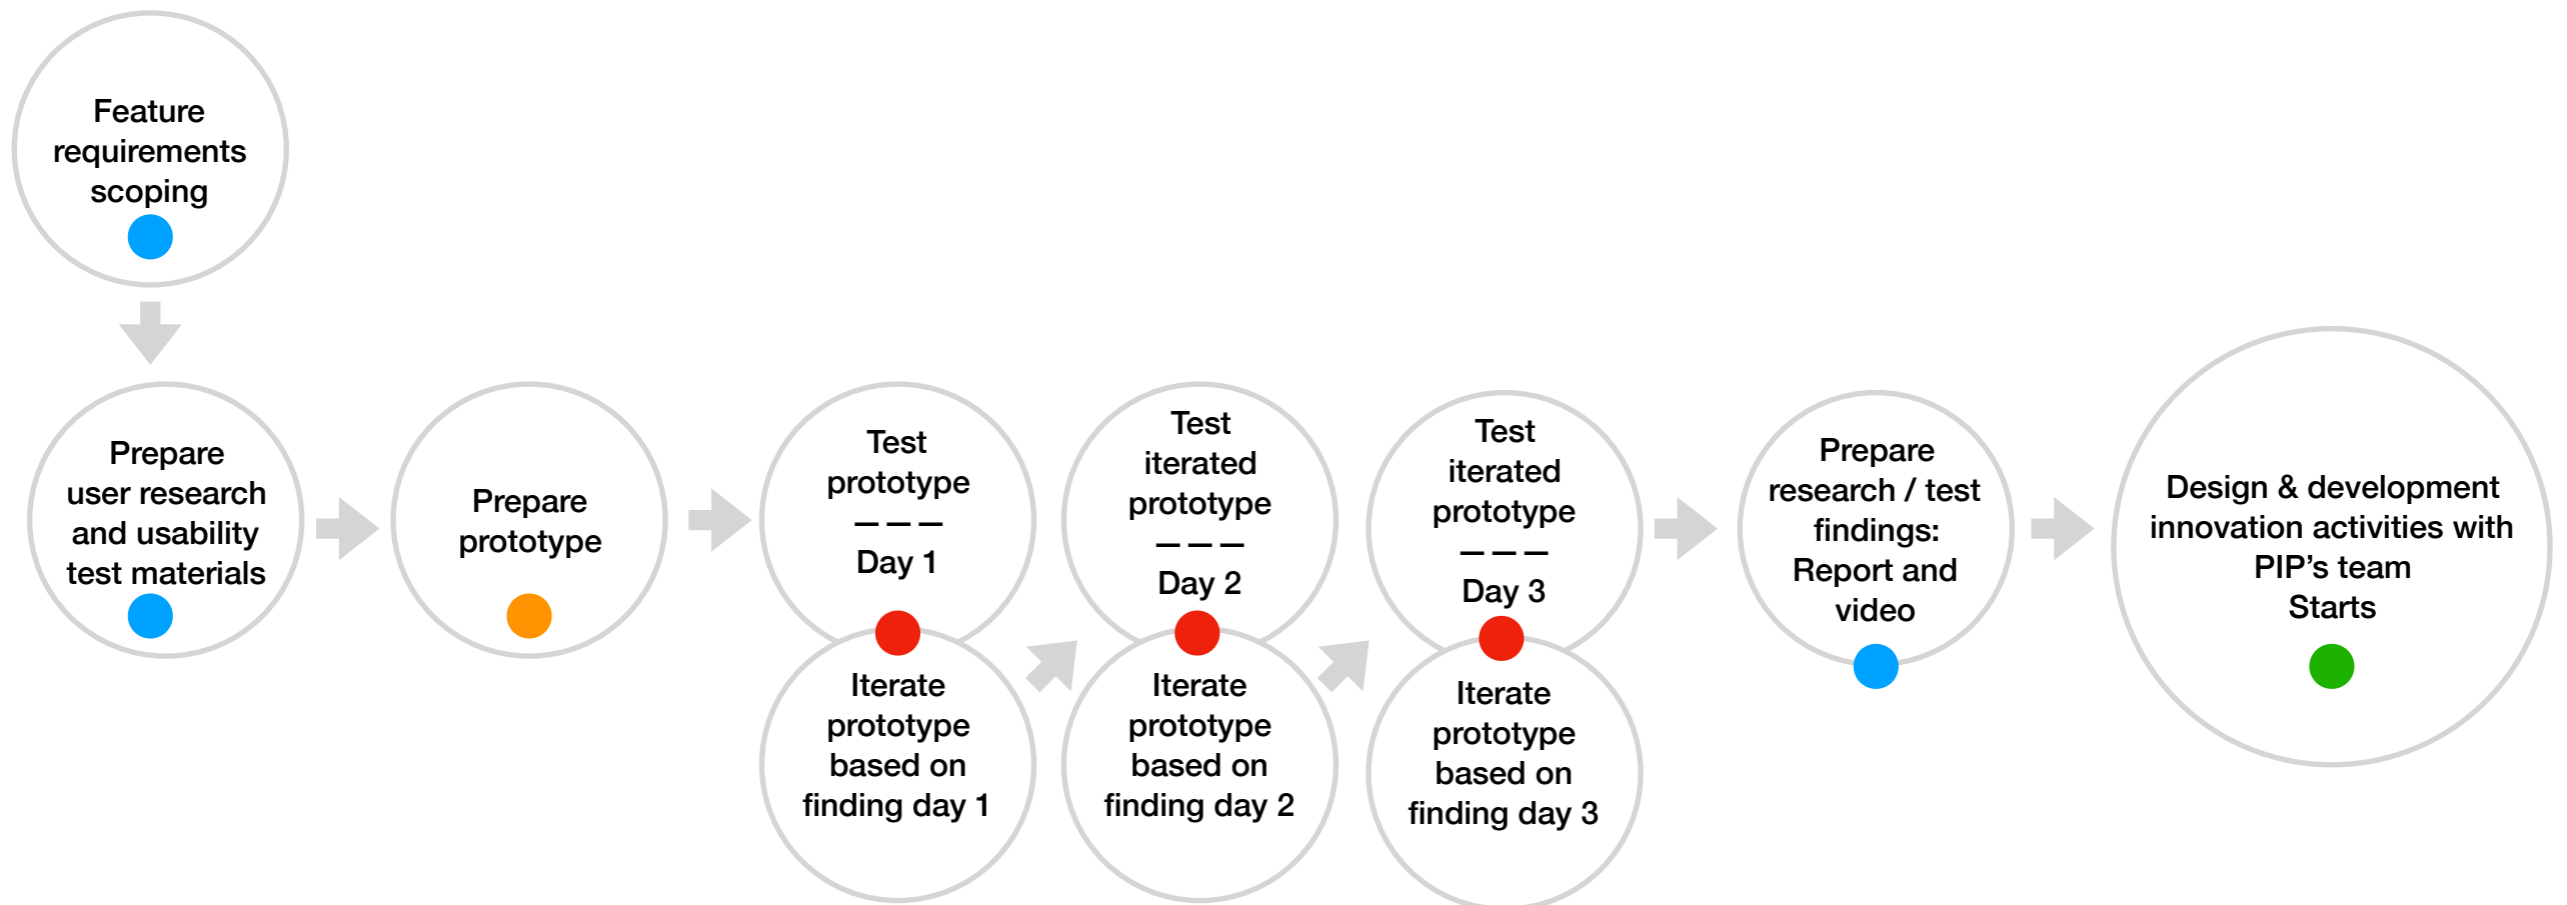 Feature
requirements
scoping
Prepare
user research
and usability
test materials
Prepare
prototype
Test
prototype
———
Day 1
Iterate
prototype
based on
finding day 1
Test
iterated
prototype
———
Day 2
Iterate
prototype
based on
finding day 2
Test
iterated
prototype
———
Day 3
Iterate
prototype
based on
finding day 3
Prepare
research / test
findings:
Report and
video
Design & development
innovation activities with
PIP’s team
Starts